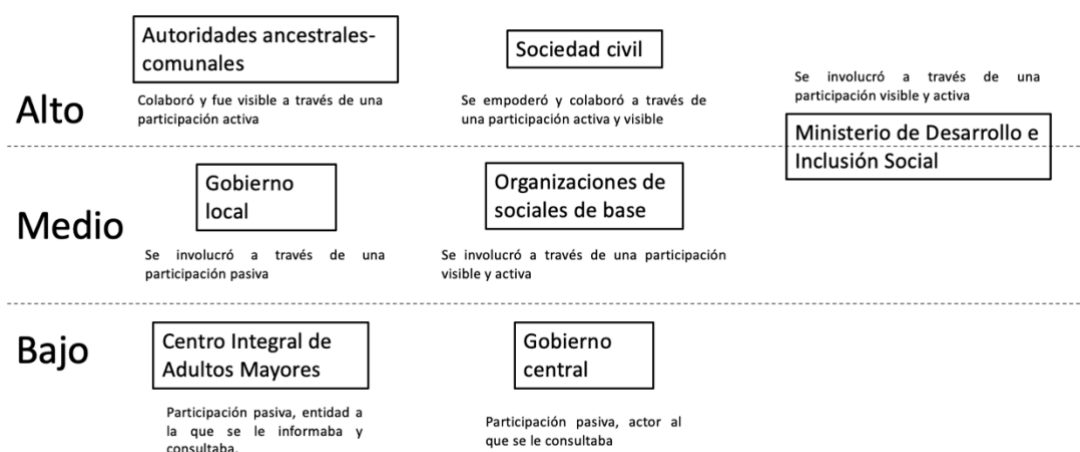 Autoridades ancestrales-
comunales
Colaboró y fue visible a través de una
participación activa
Sociedad civil
Se empoderó y colaboró a través de
una participación activa y visible
Se involucró a través de una
participación visible y activa
Ministerio de Desarrollo e
Inclusión Social
Alto
Gobierno
local
Se involucró a través de una
participación pasiva
Organizaciones de
sociales de base
Se involucró a través de una participación
visible y activa
Medio
Centro Integral de
Adultos Mayores
Participación pasiva, entidad a
la que se le informaba y
consultaba.
Gobierno
central
Participación pasiva, actor al
que se le consultaba
Bajo